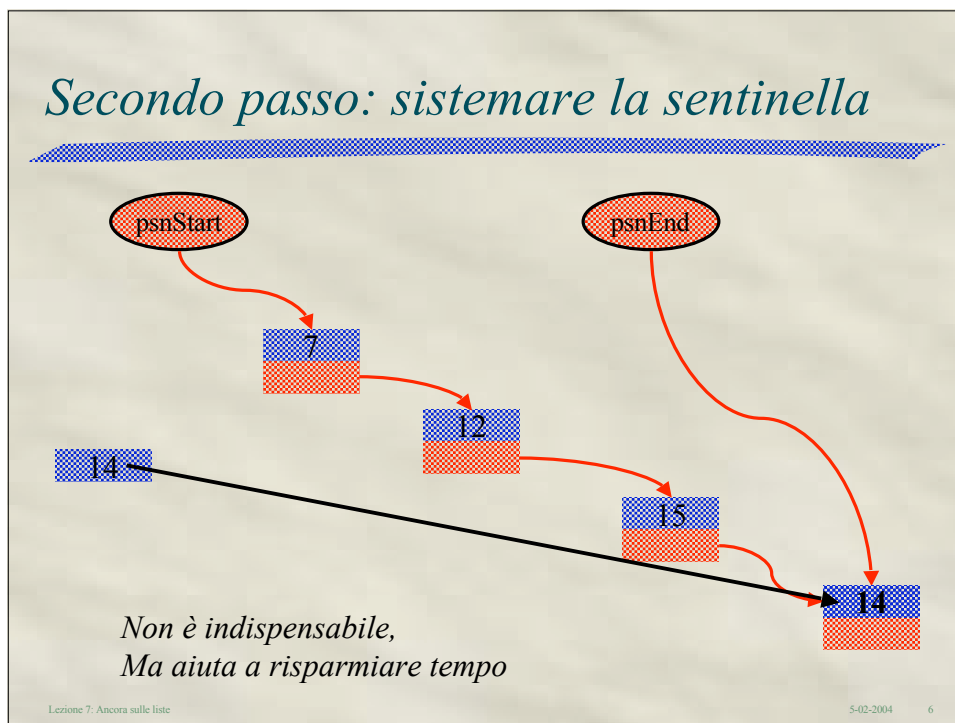 Secondo passo: sistemare la sentinella
psnStart
psnEnd
7
12
14
15
14
Non è indispensabile,
Ma aiuta a risparmiare tempo
Lezione 7: Ancora sulle liste
5-02-2004
6